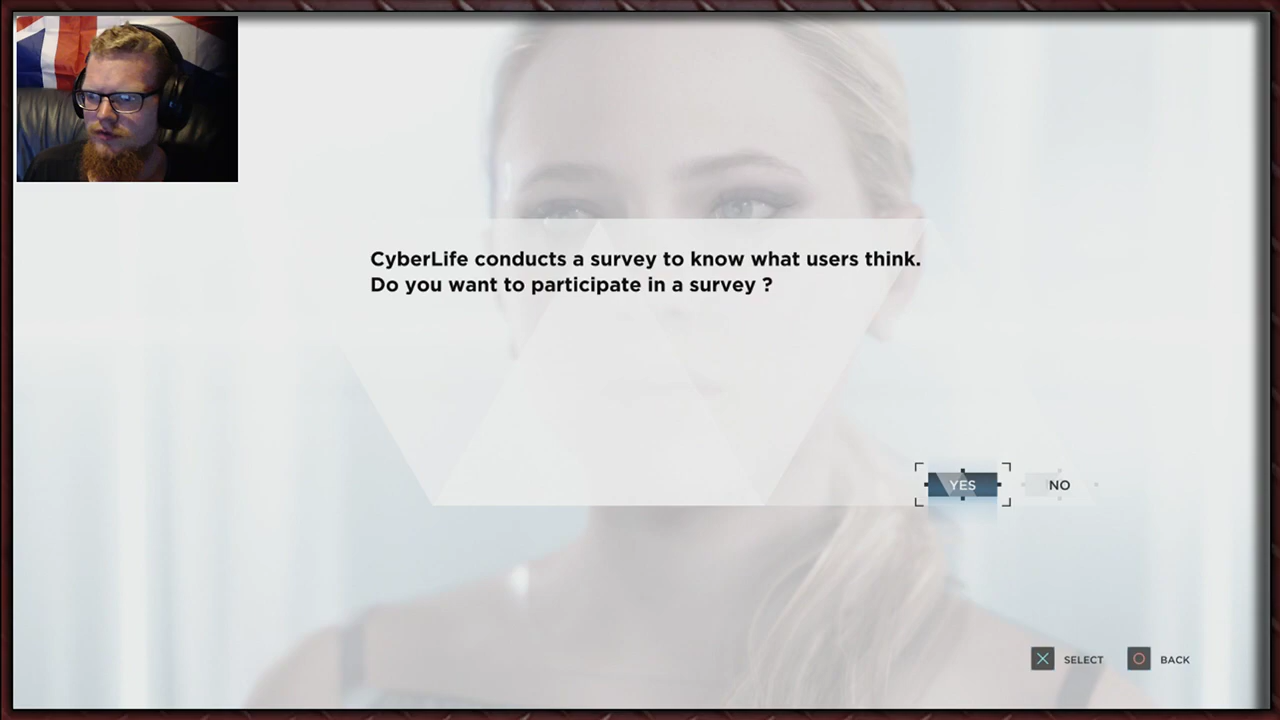 CyberLife conducts a survey to know what users think.
Do you want to participate in a survey ?
YES NO
SELECT BACK